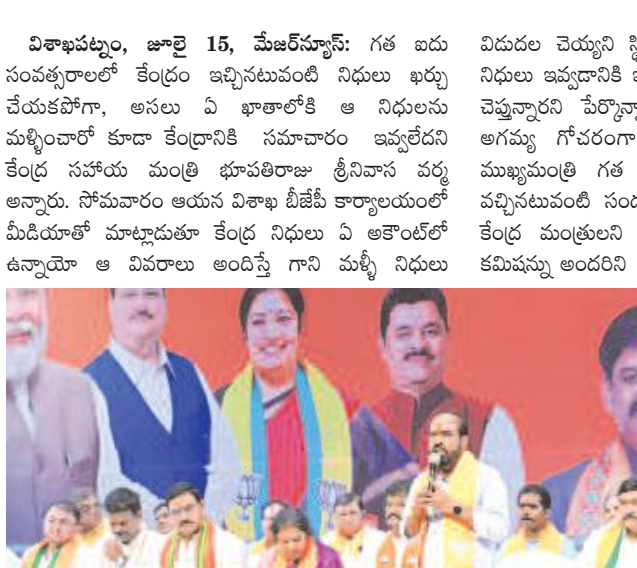 విశాఖపట్నం, జూలై 15, మేజర్‌న్యూస్: గత ఐదు
సంవత్సరాలలో కేంద్రం ఇచ్చినటువంటి నిధులు ఖర్చు
చేయకపోగా, అసలు ఏ ఖాతాలోకి ఆ నిధులను
మళ్ళించారో కూడా కేంద్రానికి సమాచారం ఇవ్వలేదని
కేంద్ర సహాయ మంత్రి భూపతిరాజు శ్రీనివాస వర్మ
అన్నారు. సోమవారం ఆయన విశాఖ బీజేపీ కార్యాలయంలో
మీడియాతో మాట్లాడుతూ కేంద్ర నిధులు ఏ అకౌంట్‌లో
ఉన్నాయో ఆ వివరాలు అందిస్తే గాని మళ్ళీ నిధులు
విడుదల చెయ్యని
నిధులు ఇవ్వడానికి
చెప్తున్నారని
అగమ్య గోచరంగా
ముఖ్యమంత్రి గత
వచ్చినటువంటి
కేంద్ర మంత్రులని
కమిషన్ను అందరిని